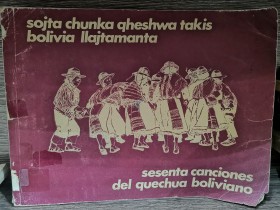 sojta chunka qheshwa takis
bolivia llajtamanta
sesenta canciones
del quechua boliviano